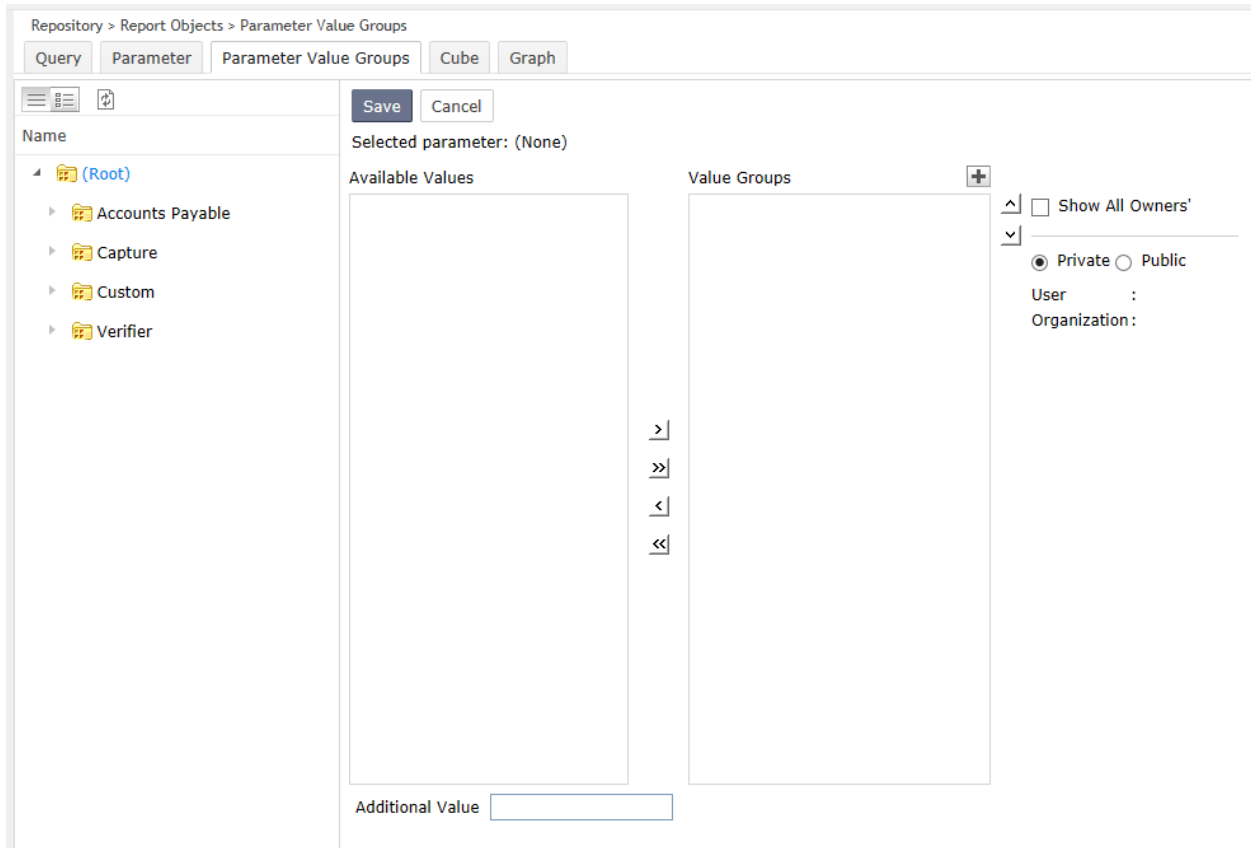 Repository > Report Objects > Parameter Value Groups
Query Parameter Parameter Value Groups Cube Graph
Save Cancel
Name
Selected parameter: (None)
(Root)
Available Values
Value Groups
Accounts Payable
Show All Owners'
Capture
Private Public
Custom
User :
Organization :
Verifier
>
>>
<
<<
Additional Value